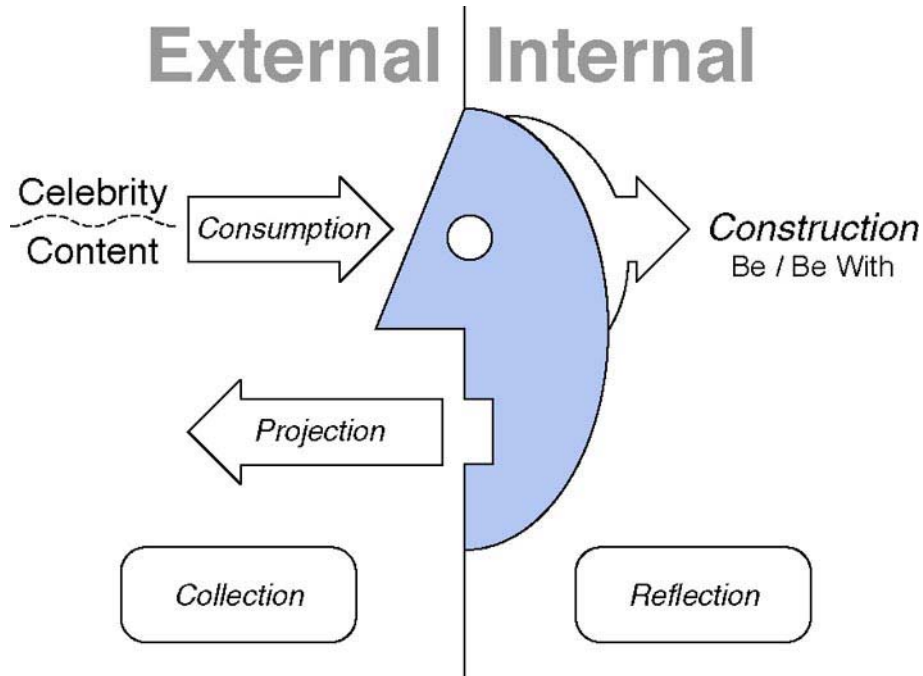 External Internal
Celebrity
Content
Consumption
Construction
Be / Be With
Projection
Collection
Reflection